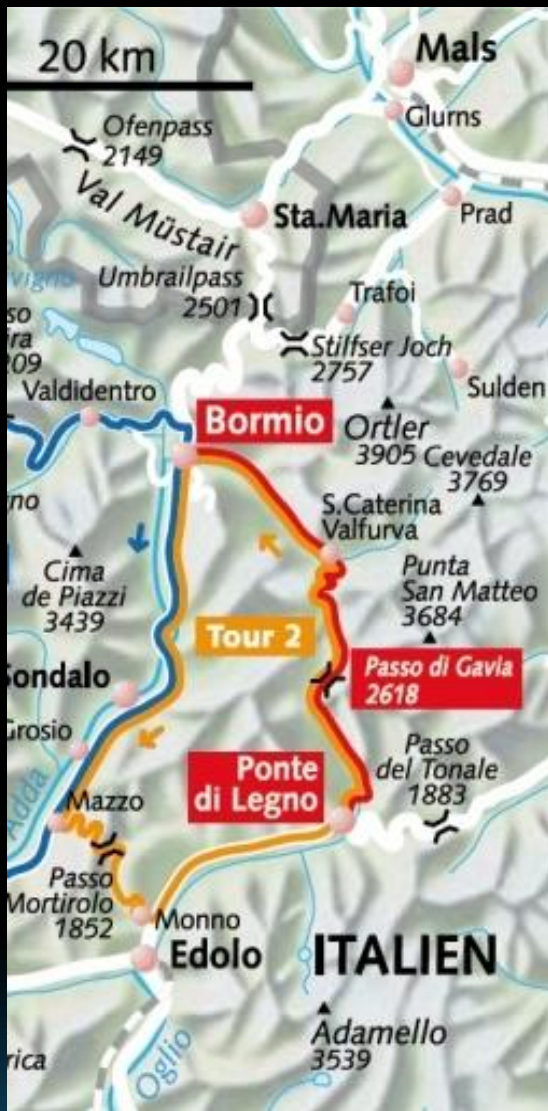 20 km
Mals
Glurns
Ofenpass
2149
Val Müstair
Sta.Maria
Prad
Umbrailpass
2501
Trafoi
Stilfser Joch
2757
Sulden
209
Valdidentro
Bormio
Ortler
3905
Cevedale
3769
S.Caterina
Valfurva
Cima
de Piazzi
3439
Punta
San Matteo
3684
Tour 2
ondalo
Passo di Gavia
2618
Grosio
Ponte
di Legno
Passo
del Tonale
1883
Adda
Mazzo
Passo
Mortirolo
1852
Monno
Edolo
ITALIEN
Adamello
3539
Oglio
rica